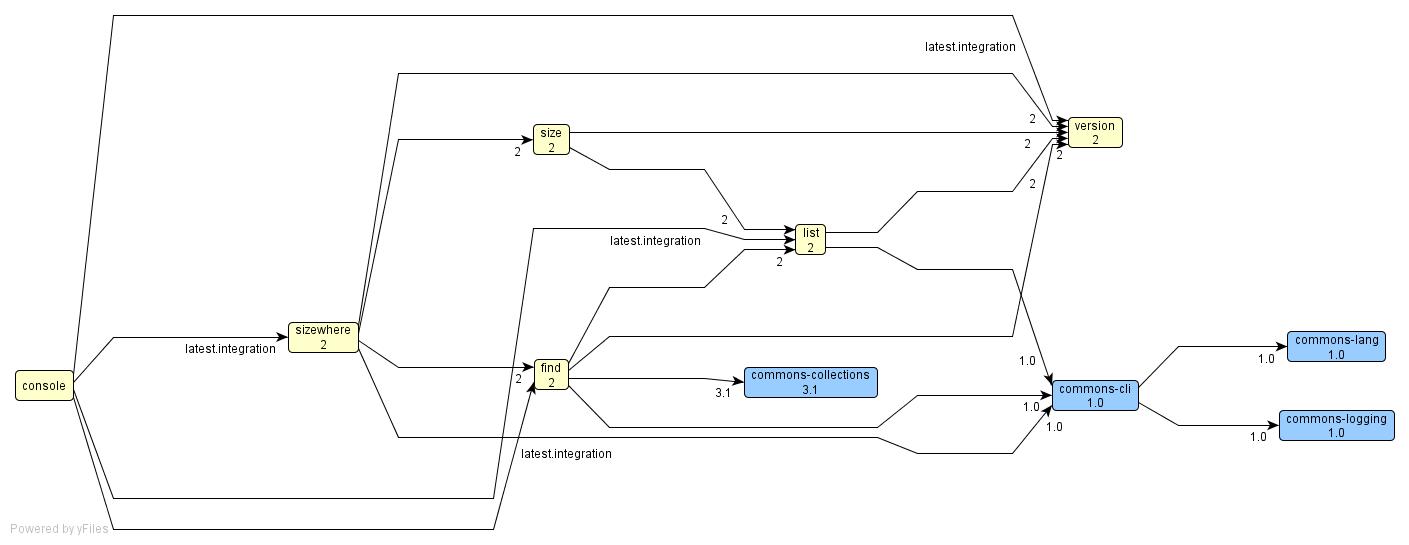 latest.integration
2
version
2
size
2
2
2
2
2
2
list
2
latest.integration
2
sizewhere
2
latest.integration
console
find
2
2
commons-collections
3.1
3.1
1.0
commons-cli
1.0
1.0
1.0
commons-lang
1.0
1.0
commons-logging
1.0
1.0
latest.integration
Powered by yFiles